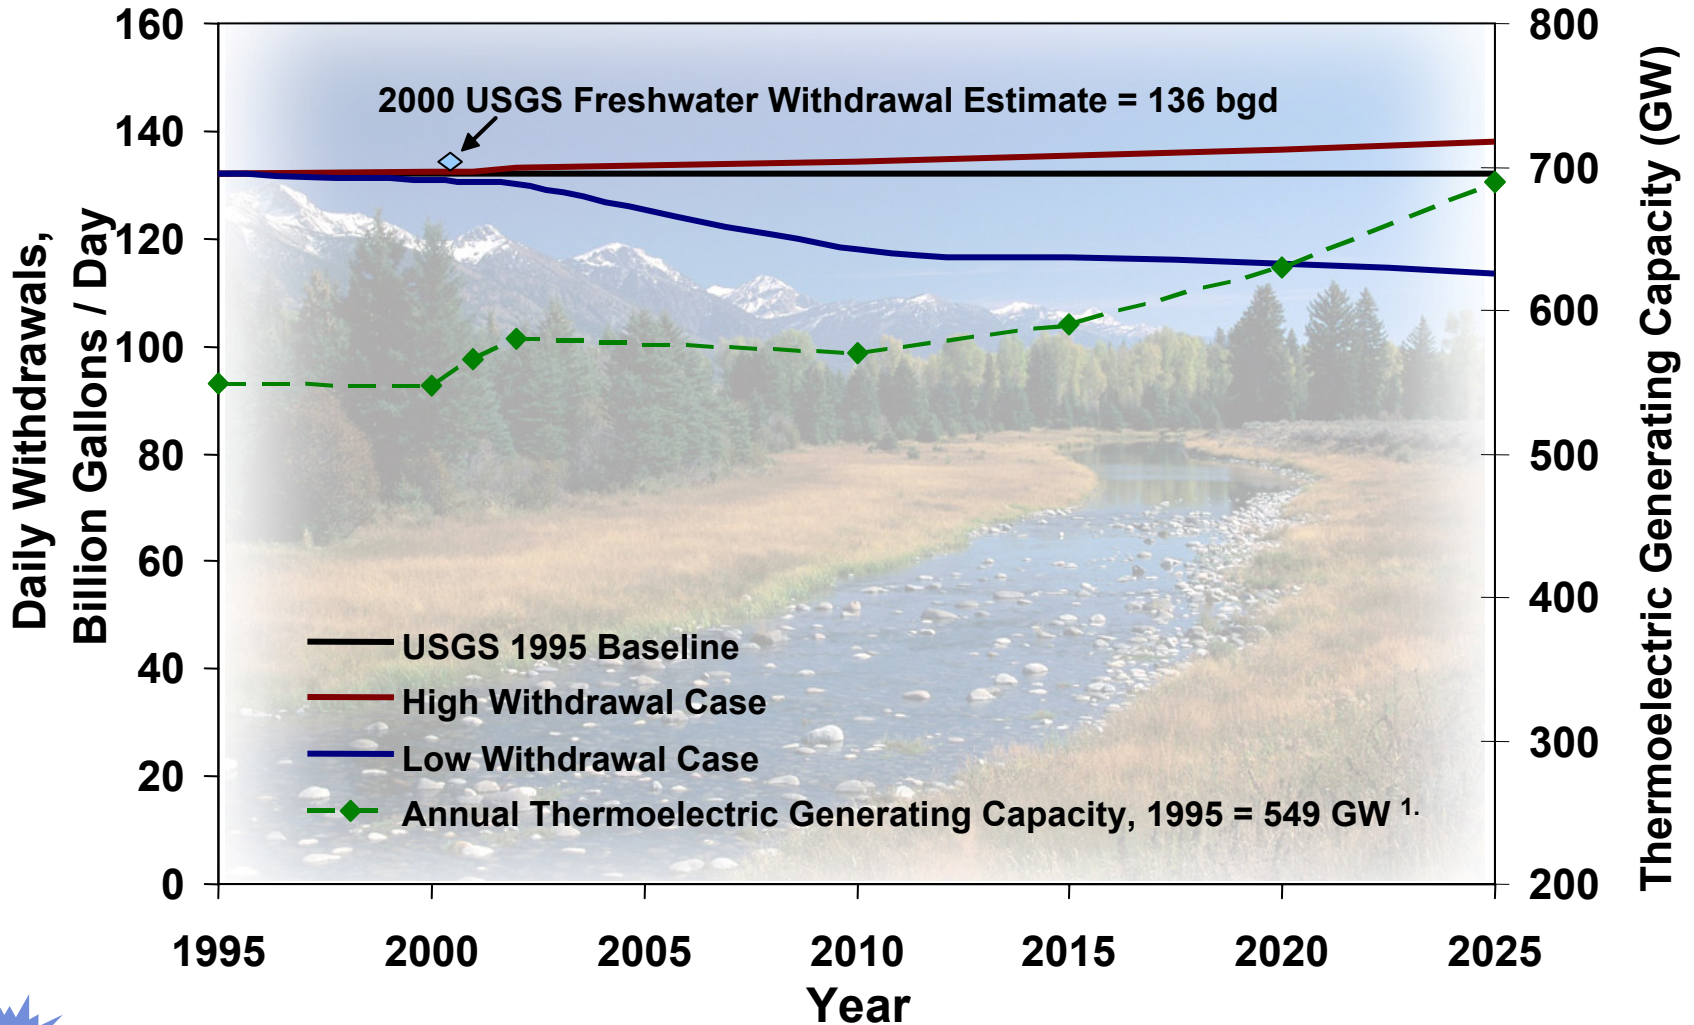 160
140
120
100
80
60
40
20
0
800
700
600
500
400
300
200
Daily Withdrawals,
Billion Gallons / Day
Thermoelectric Generating Capacity (GW)
2000 USGS Freshwater Withdrawal Estimate = 136 bgd
USGS 1995 Baseline
High Withdrawal Case
Low Withdrawal Case
Annual Thermoelectric Generating Capacity, 1995 = 549 GW 1.
1995 2000 2005 2010 2015 2020 2025
Year